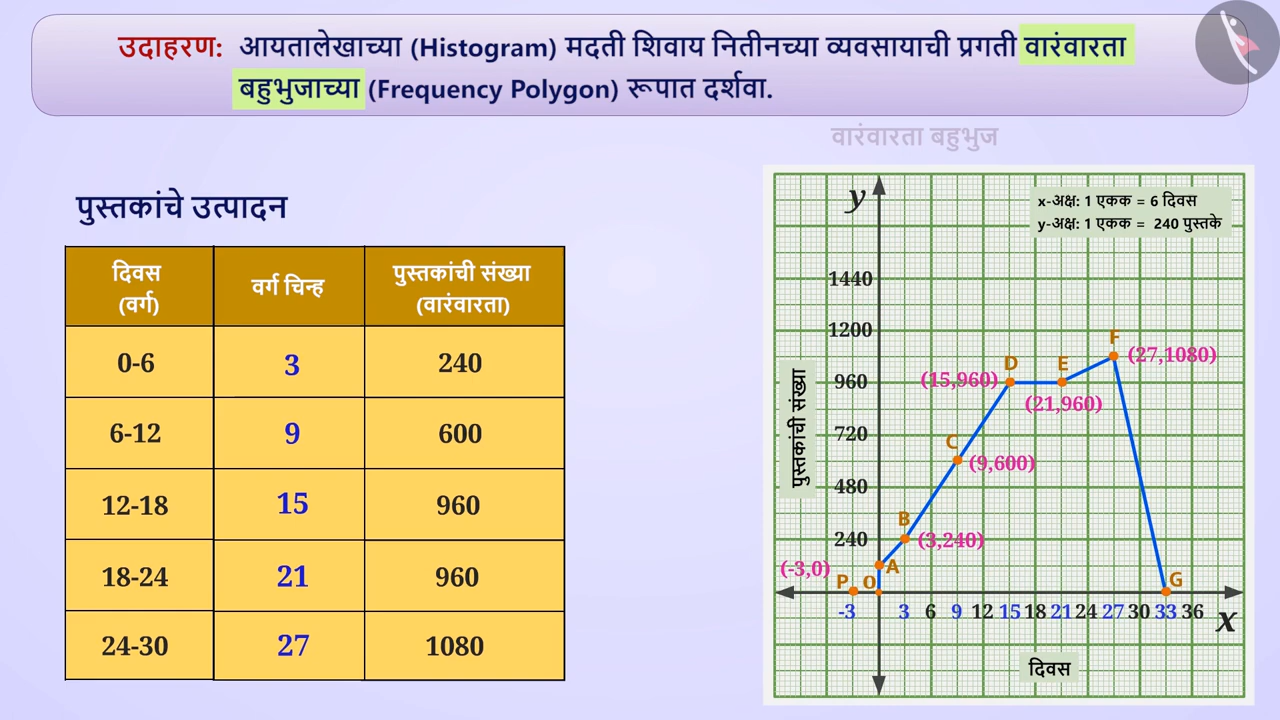 उदाहरण: आयतालेखाच्या (Histogram) मदती शिवाय नितीनच्या व्यवसायाची प्रगती वारंवारता
बहुभुजाच्या (Frequency Polygon) रूपात दर्शवा.
वारंवारता बहुभुज
पुस्तकांचे उत्पादन
दिवस (वर्ग) वर्ग चिन्ह पुस्तकांची संख्या (वारंवारता)
0-6 3 240
6-12 9 600
12-18 15 960
18-24 21 960
24-30 27 1080
y
x-अक्ष: 1 एकक = 6 दिवस
y-अक्ष: 1 एकक = 240 पुस्तके
1440
1200
960
720
480
240
पुस्तकांची संख्या
F (27,1080)
D (15,960)
E (21,960)
C (9,600)
B (3,240)
A
(-3,0) P O
G
-3 3 6 9 12 15 18 21 24 27 30 33 36 x
दिवस